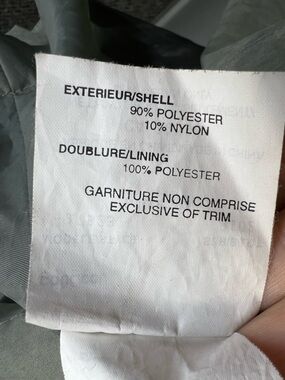 EXTERIEUR/SHELL
90% POLYESTER
10% NYLON
DOUBLURE/LINING
100% POLYESTER
GARNITURE NON COMPRISE
EXCLUSIVE OF TRIM